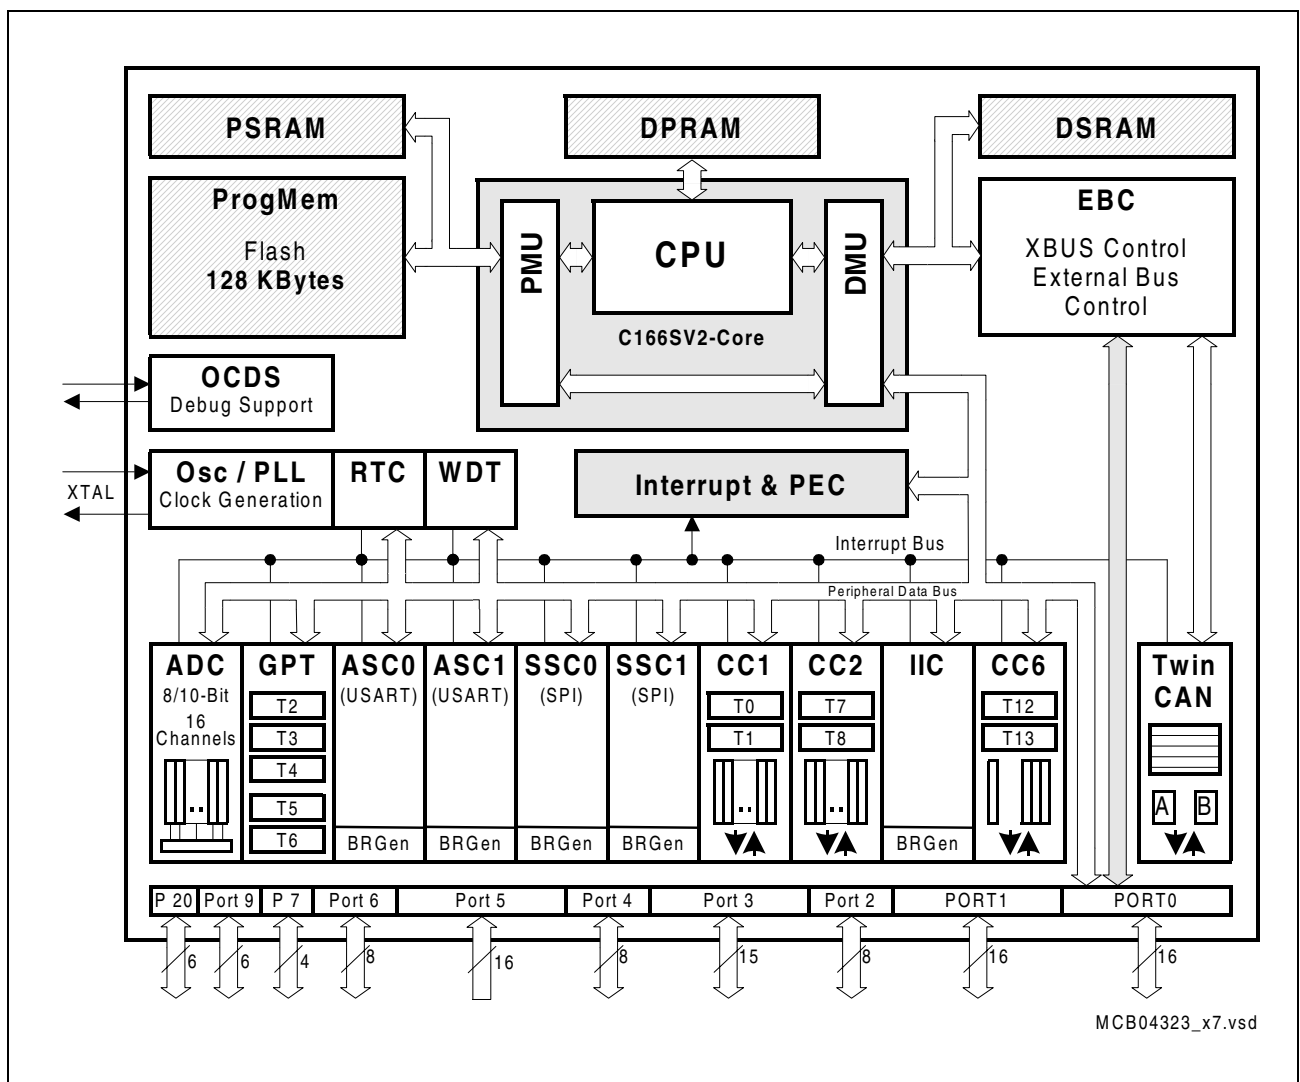 PSRAM
DPRAM
DSRAM
ProgMem
Flash
128 KBytes
PMU
CPU
DMU
C166SV2-Core
EBC
XBUS Control
External Bus
Control
OCDS
Debug Support
Osc / PLL
Clock Generation
RTC
WDT
XTAL
Interrupt & PEC
Interrupt Bus
Peripheral Data Bus
ADC
8/10-Bit
16
Channels
GPT
T2
T3
T4
T5
T6
ASC0
(USART)
BRGen
ASC1
(USART)
BRGen
SSC0
(SPI)
BRGen
SSC1
(SPI)
BRGen
CC1
T0
T1
..
CC2
T7
T8
..
IIC
BRGen
CC6
T12
T13
Twin
CAN
A
B
P 20
Port 9
P 7
Port 6
Port 5
Port 4
Port 3
Port 2
PORT1
PORT0
6
6
4
8
16
8
15
8
16
16
MCB04323_x7.vsd